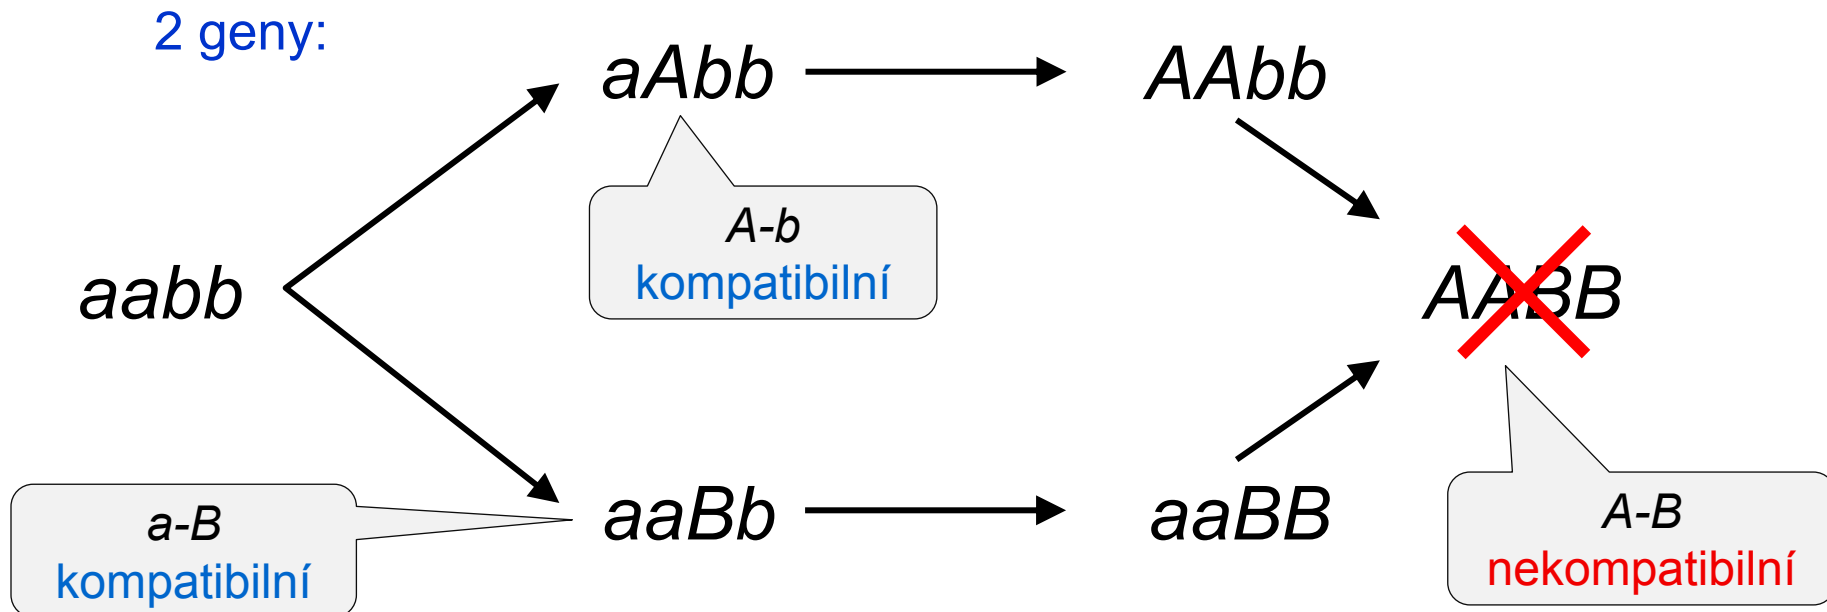 2 geny:
aAbb
AAbb
A-b
kompatibilní
aabb
AABB
aaBb
aaBB
a-B
kompatibilní
A-B
nekompatibilní